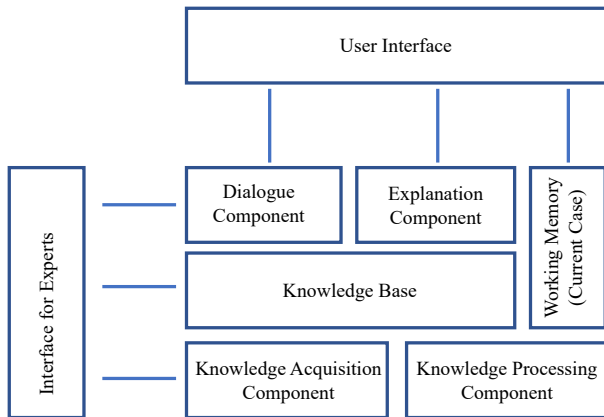 User Interface
Dialogue
Component
Explanation
Component
Working Memory
(Current Case)
Interface for Experts
Knowledge Base
Knowledge Acquisition
Component
Knowledge Processing
Component